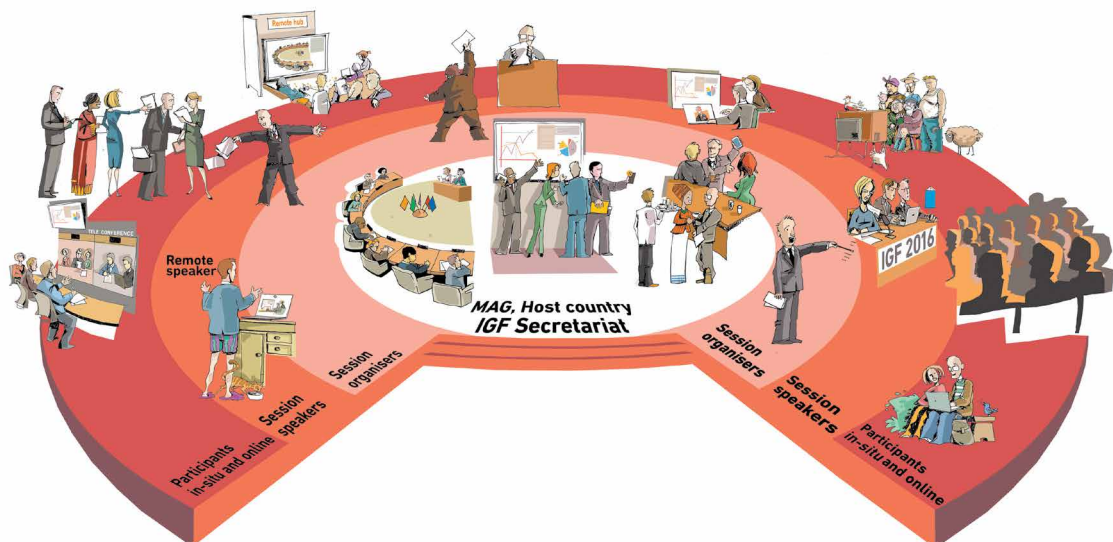 Remote hub
TELE CONFERENCE
Remote
speaker
IGF 2016
MAG, Host country
IGF Secretariat
Session
organisers
Session
organisers
Session
speakers
Session
speakers
Participants
in-situ and online
Participants
in-situ and online